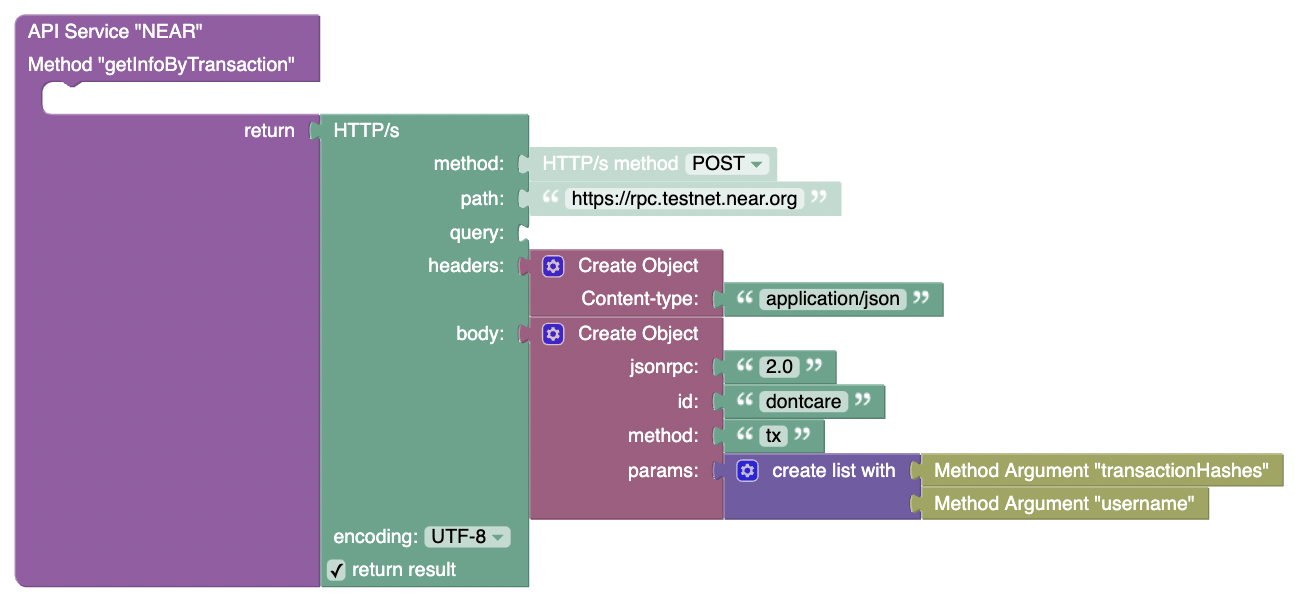 API Service "NEAR"
Method "getInfoByTransaction"
return HTTP/s
method: HTTP/s method POST
path: “ https://rpc.testnet.near.org ”
query:
headers: Create Object
Content-type: “ application/json ”
body: Create Object
jsonrpc: “ 2.0 ”
id: “ dontcare ”
method: “ tx ”
params: create list with Method Argument "transactionHashes"
Method Argument "username"
encoding: UTF-8
return result